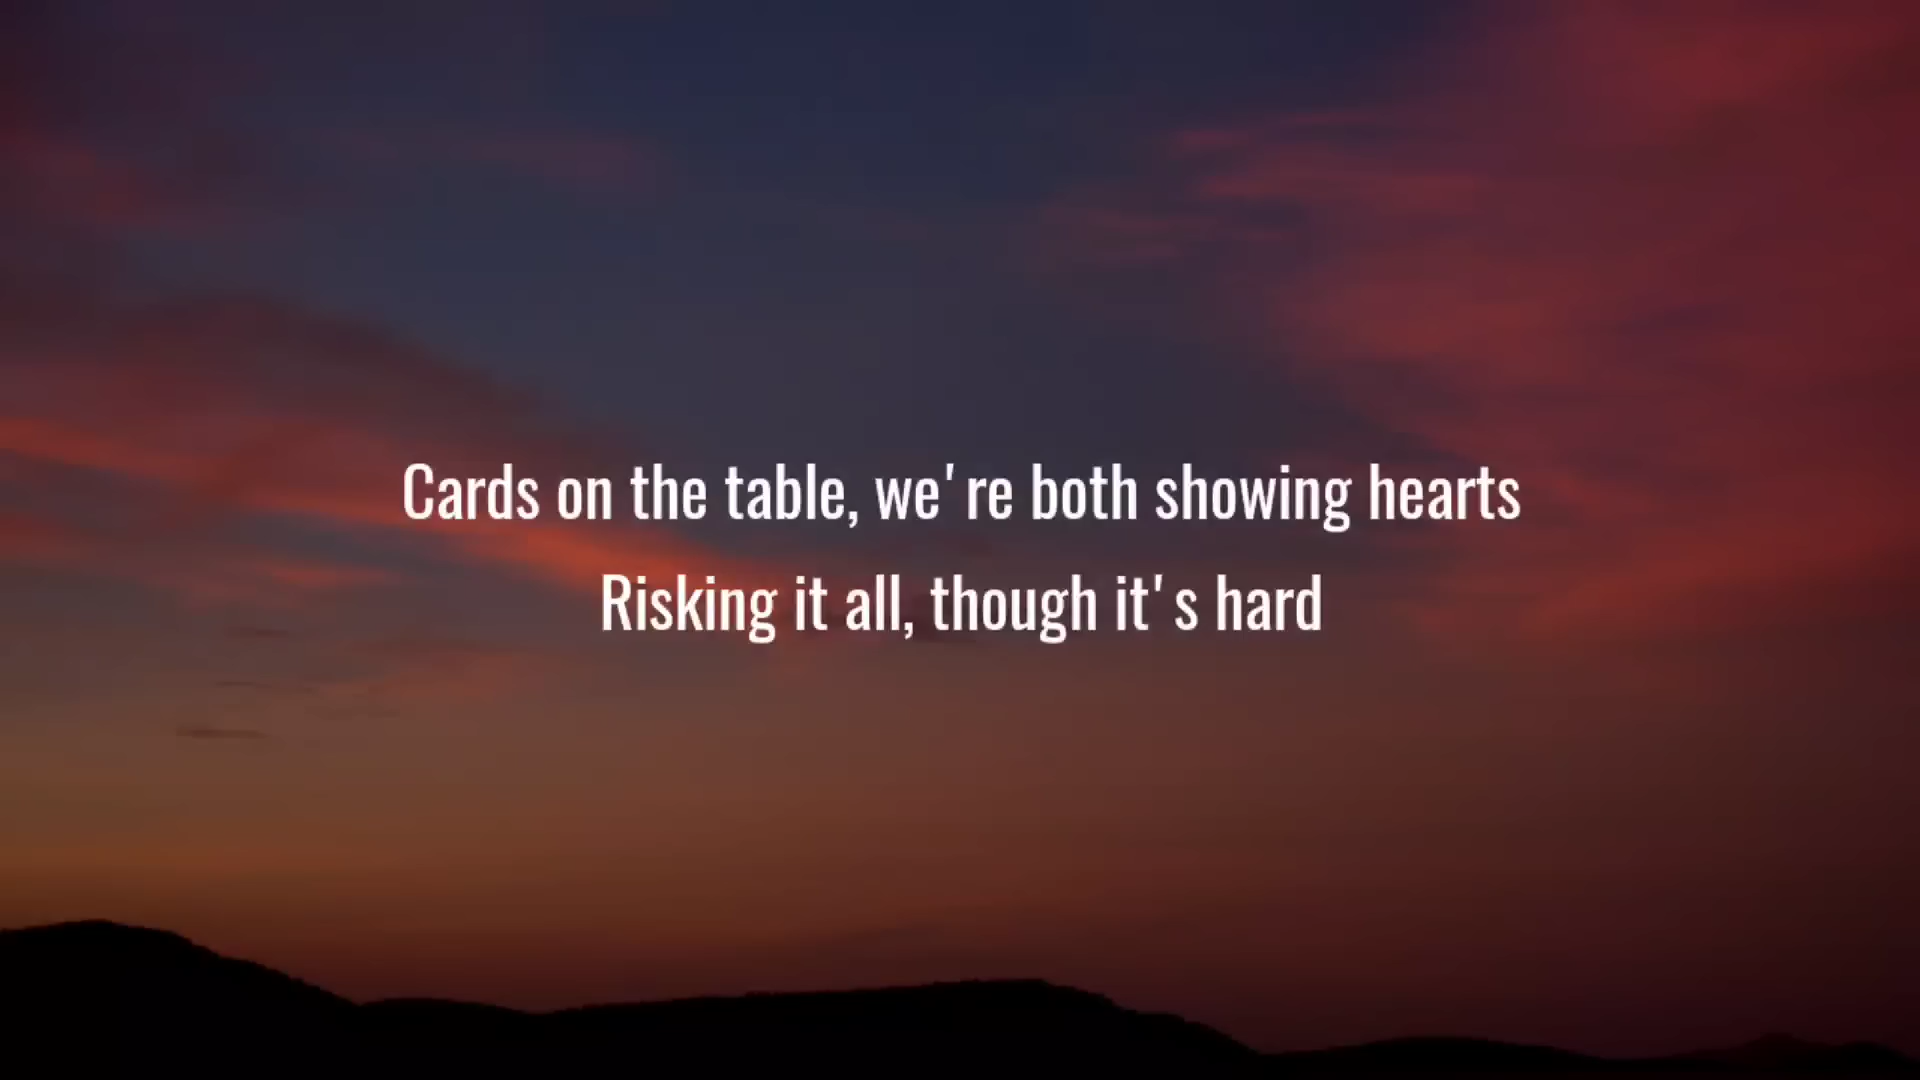 Cards on the table, we're both showing hearts
Risking it all, though it's hard